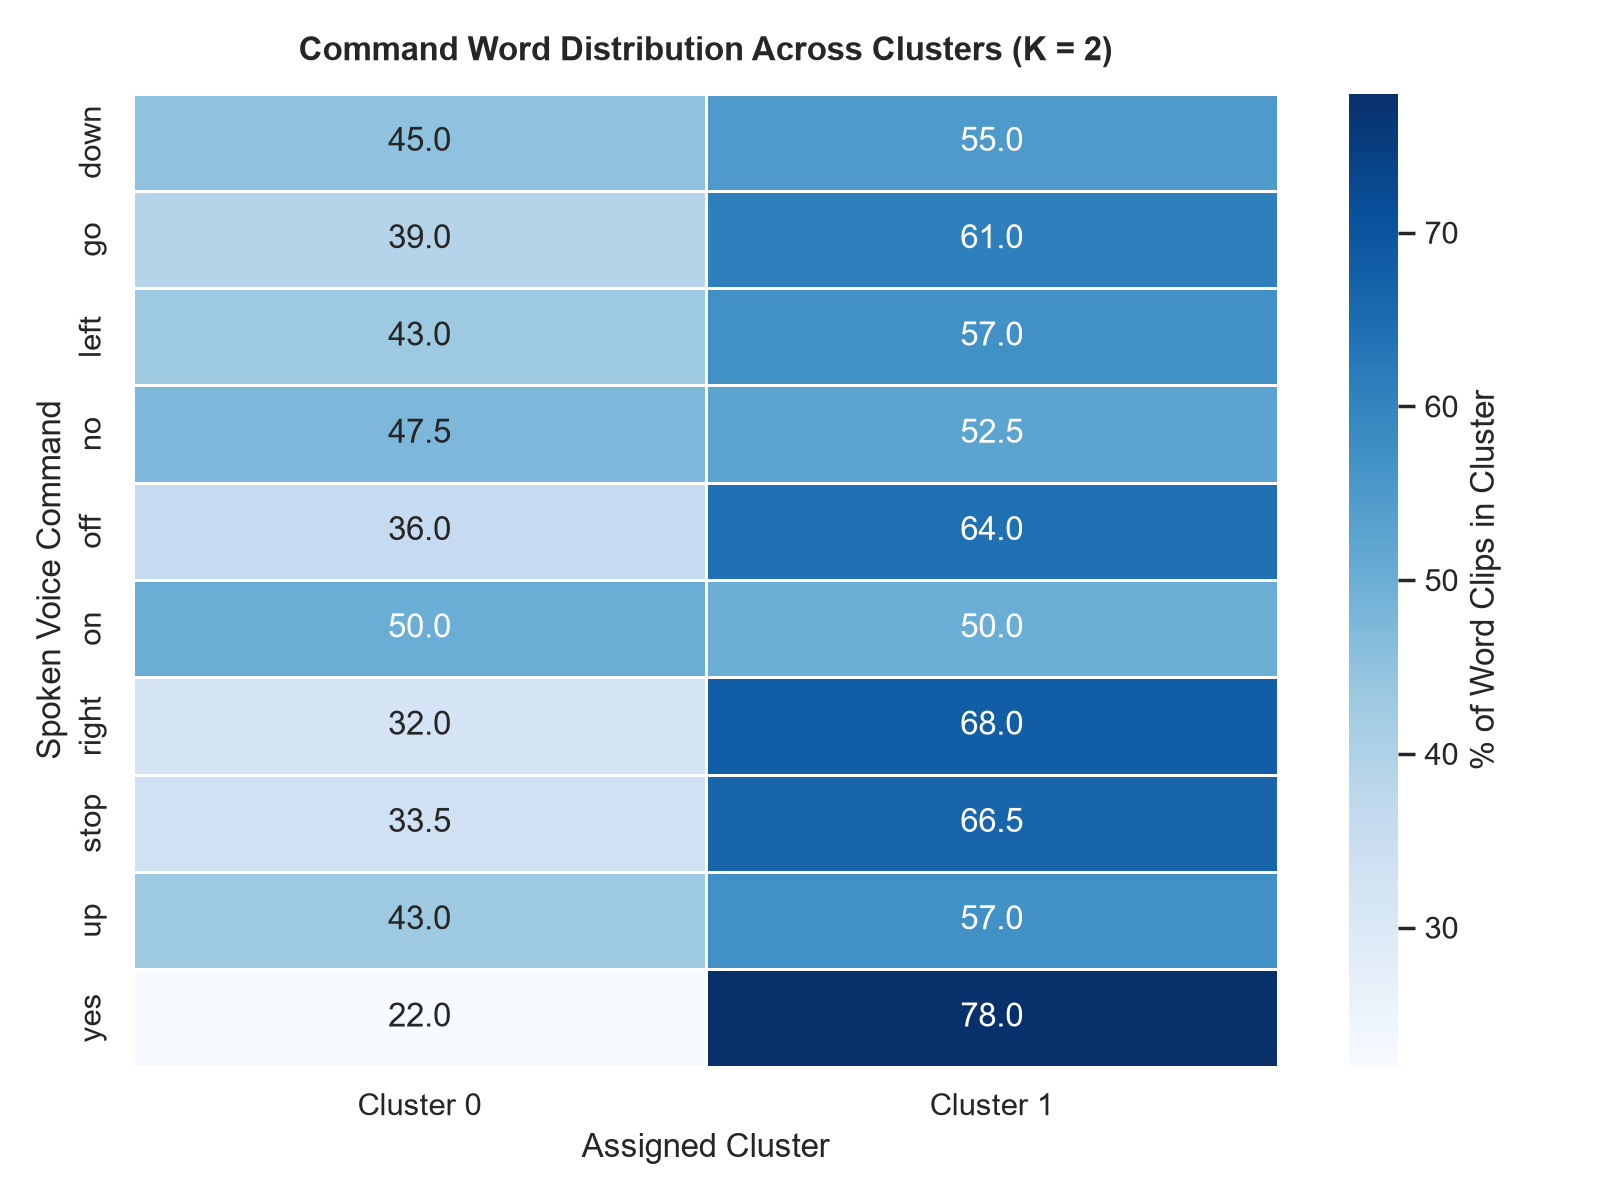 Command Word Distribution Across Clusters (K = 2)
Spoken Voice Command
down 45.0 55.0
go 39.0 61.0
left 43.0 57.0
no 47.5 52.5
off 36.0 64.0
on 50.0 50.0
right 32.0 68.0
stop 33.5 66.5
up 43.0 57.0
yes 22.0 78.0
Cluster 0 Cluster 1
Assigned Cluster
70
60
50
40
30
% of Word Clips in Cluster